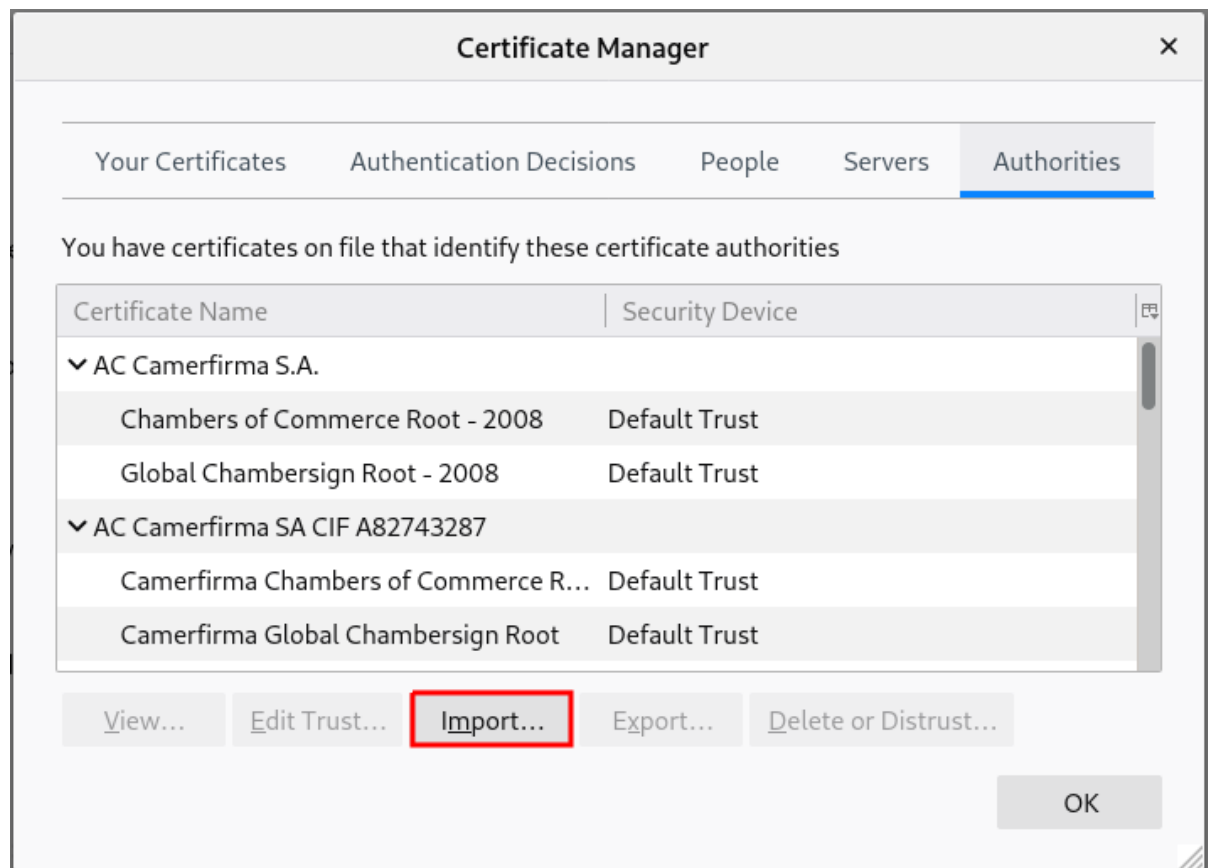 Certificate Manager
Your Certificates Authentication Decisions People Servers Authorities
You have certificates on file that identify these certificate authorities
Certificate Name Security Device
AC Camerfirma S.A.
Chambers of Commerce Root - 2008 Default Trust
Global Chambersign Root - 2008 Default Trust
AC Camerfirma SA CIF A82743287
Camerfirma Chambers of Commerce R... Default Trust
Camerfirma Global Chambersign Root Default Trust
View... Edit Trust... Import... Export... Delete or Distrust...
OK